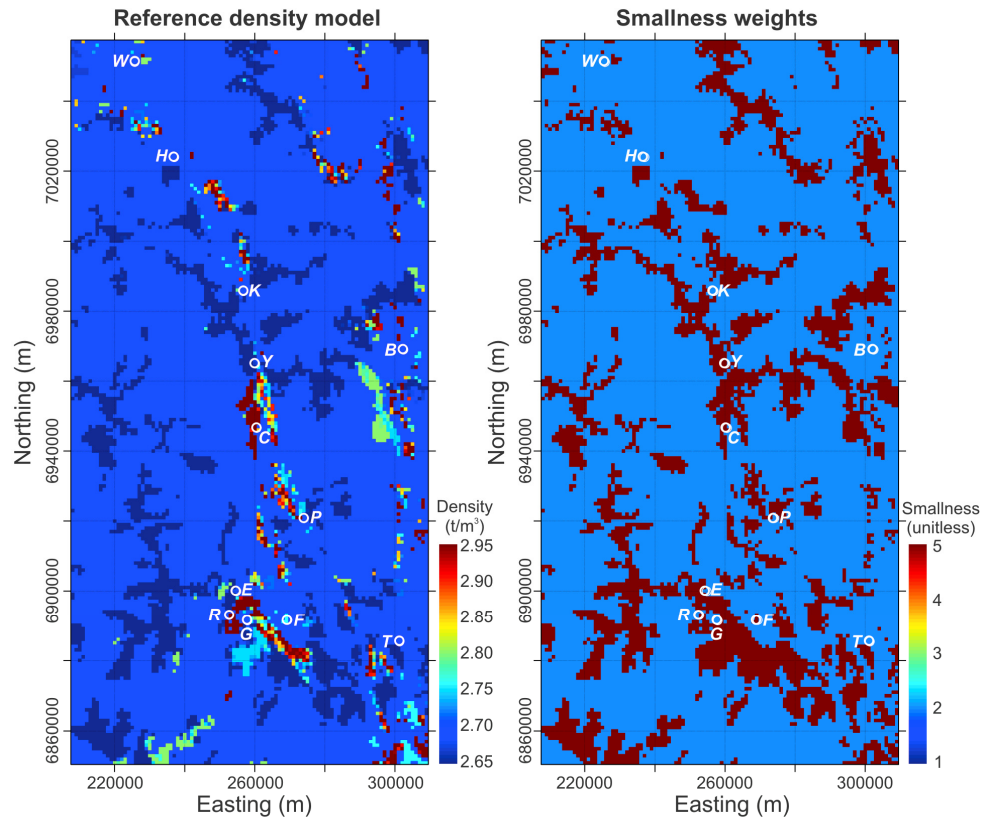 Reference density model
Smallness weights
W
H
K
Y
B
C
P
E
R
G
F
T
W
H
K
Y
B
C
P
E
R
G
F
T
Northing (m)
7020000
6980000
6940000
6900000
6860000
Northing (m)
7020000
6980000
6940000
6900000
6860000
Density
(t/m³)
2.95
2.90
2.85
2.80
2.75
2.70
2.65
Smallness
(unitless)
5
4
3
2
1
220000
260000
300000
Easting (m)
220000
260000
300000
Easting (m)